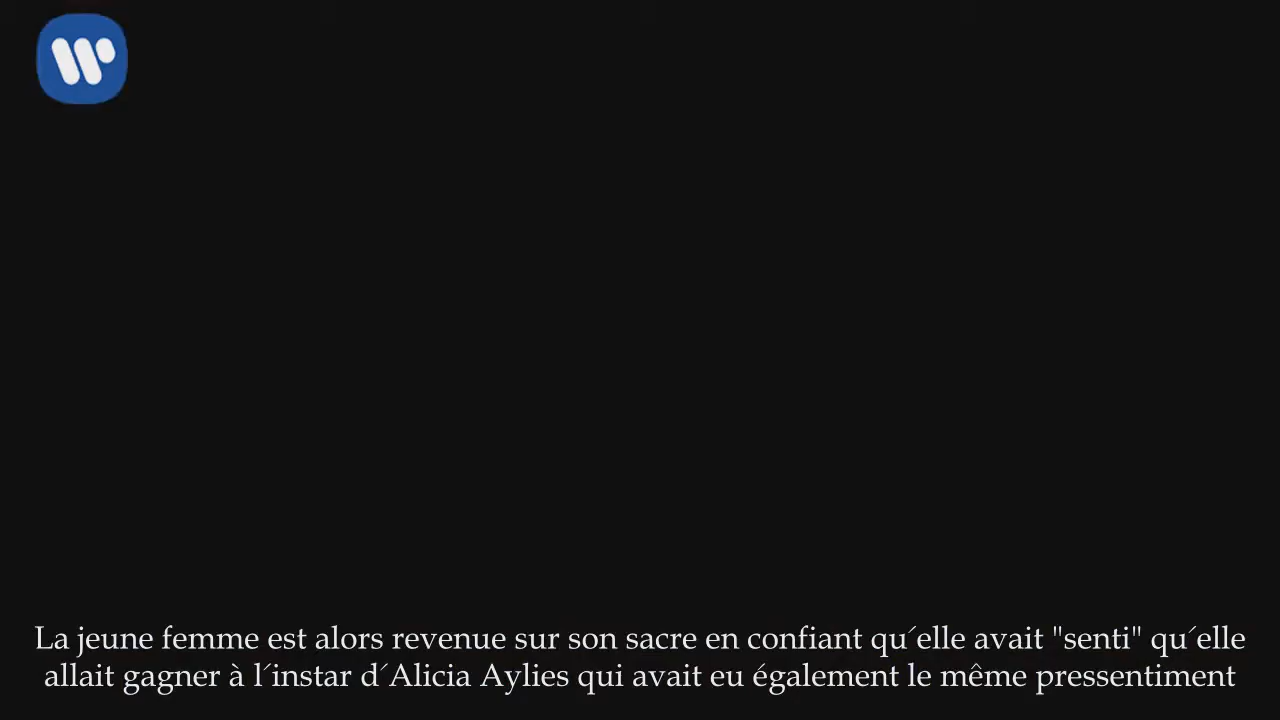 La jeune femme est alors revenue sur son sacre en confiant qu´elle avait "senti" qu´elle
allait gagner à l´instar d´Alicia Aylies qui avait eu également le même pressentiment